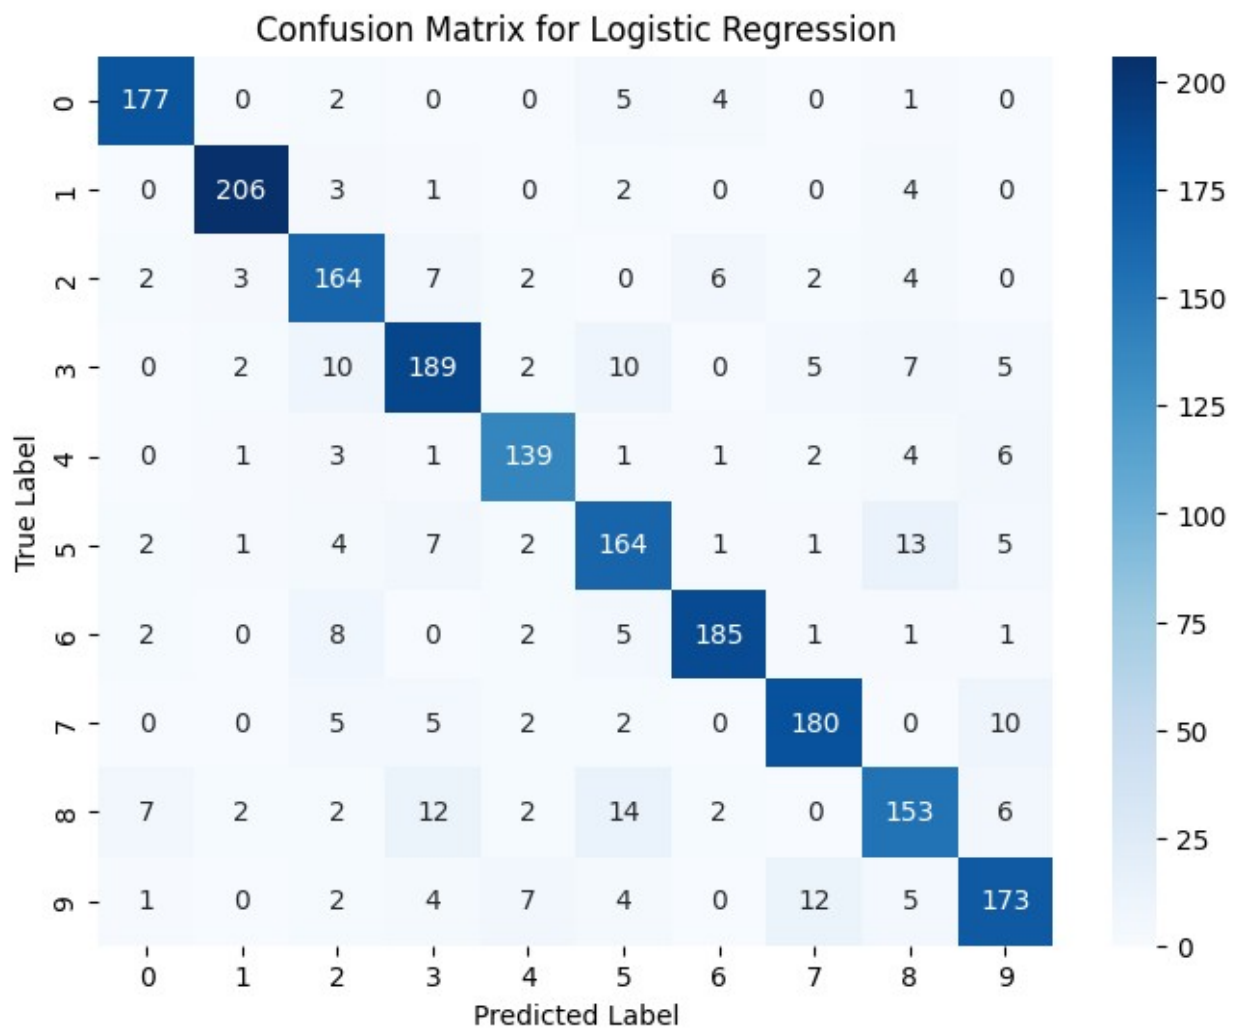 Confusion Matrix for Logistic Regression
0 177 0 2 0 0 5 4 0 1 0
1 0 206 3 1 0 2 0 0 4 0
2 2 3 164 7 2 0 6 2 4 0
3 0 2 10 189 2 10 0 5 7 5
4 0 1 3 1 139 1 1 2 4 6
5 2 1 4 7 2 164 1 1 13 5
6 2 0 8 0 2 5 185 1 1 1
7 0 0 5 5 2 2 0 180 0 10
8 7 2 2 12 2 14 2 0 153 6
9 1 0 2 4 7 4 0 12 5 173
0 1 2 3 4 5 6 7 8 9
Predicted Label
True Label
200
175
150
125
100
75
50
25
0